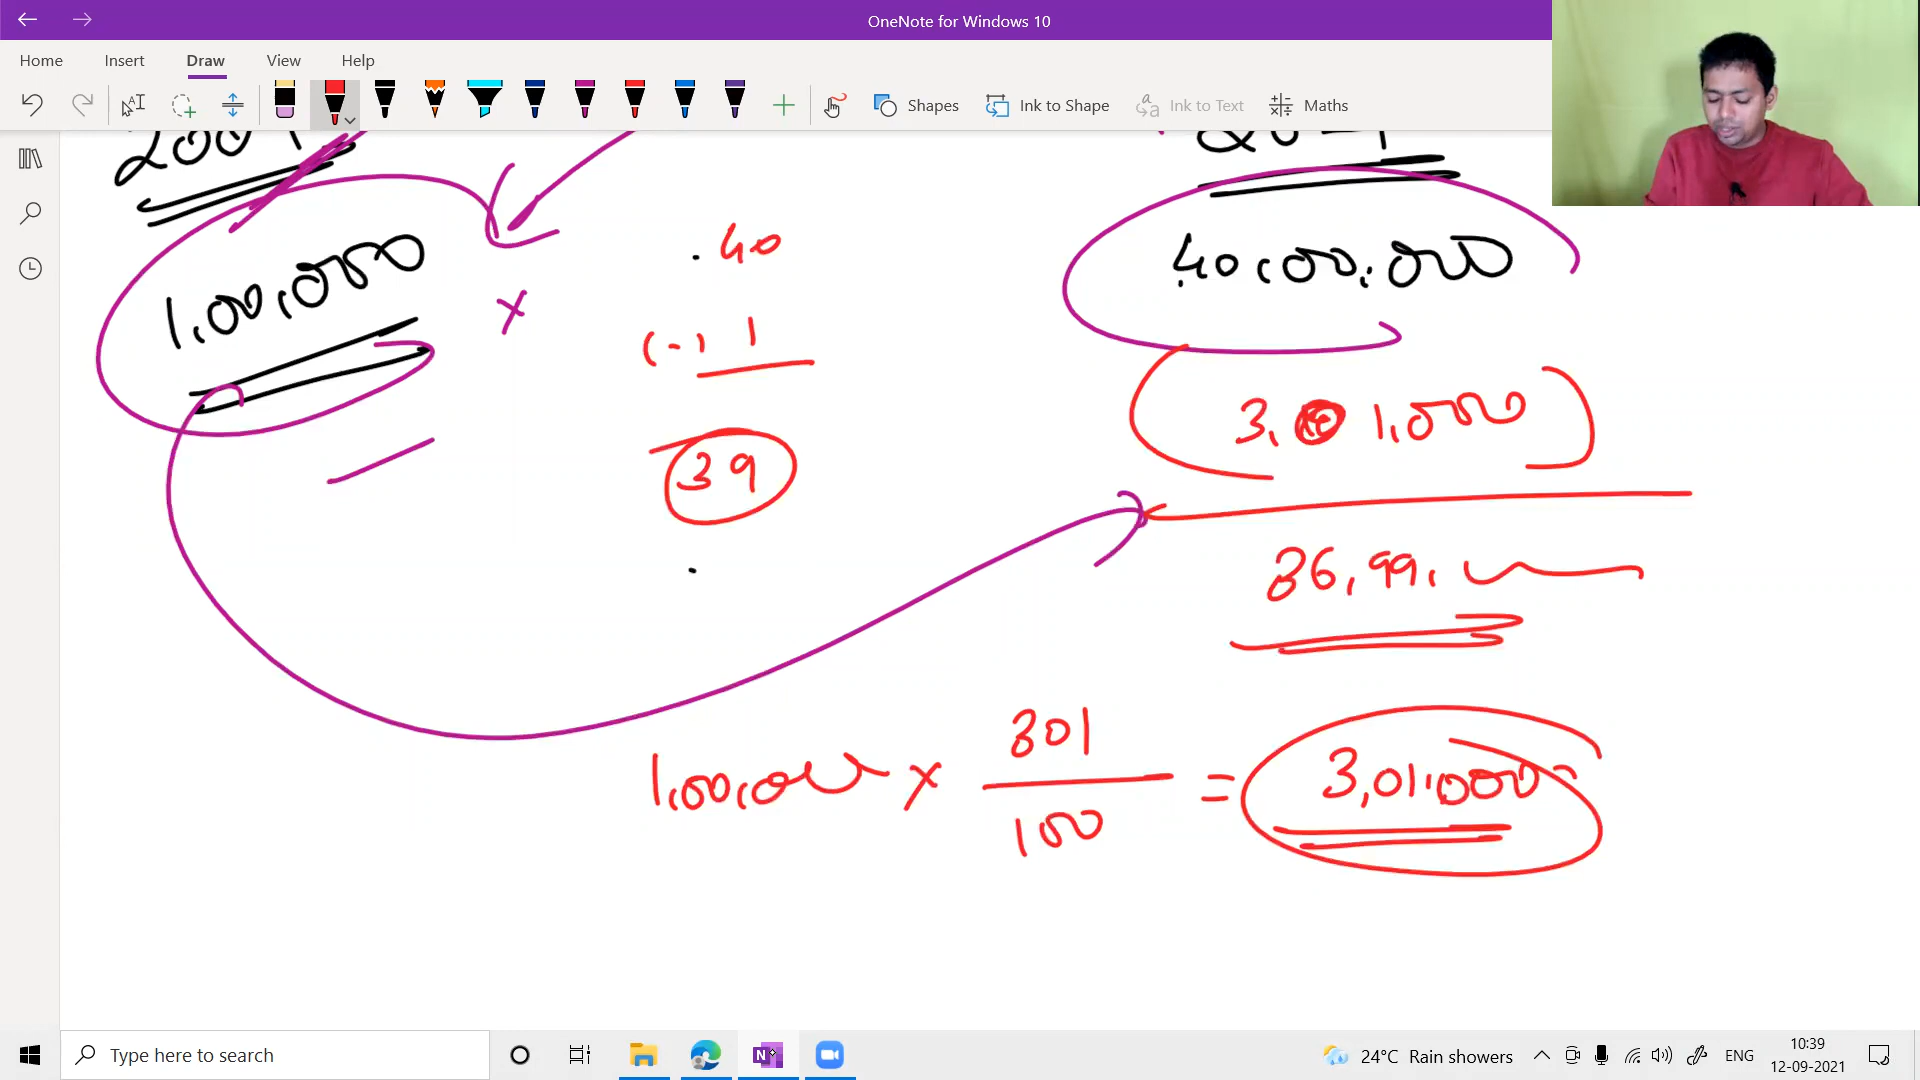 OneNote for Windows 10
Home Insert Draw View Help
Shapes Ink to Shape Ink to Text Maths
1,00,000 x
. 40
(-) 1
39
40,00,000
3, 1,000
36,99,
1,00,000 x 301/100 = 3,01,000
Type here to search
24°C Rain showers ENG
10:39
12-09-2021